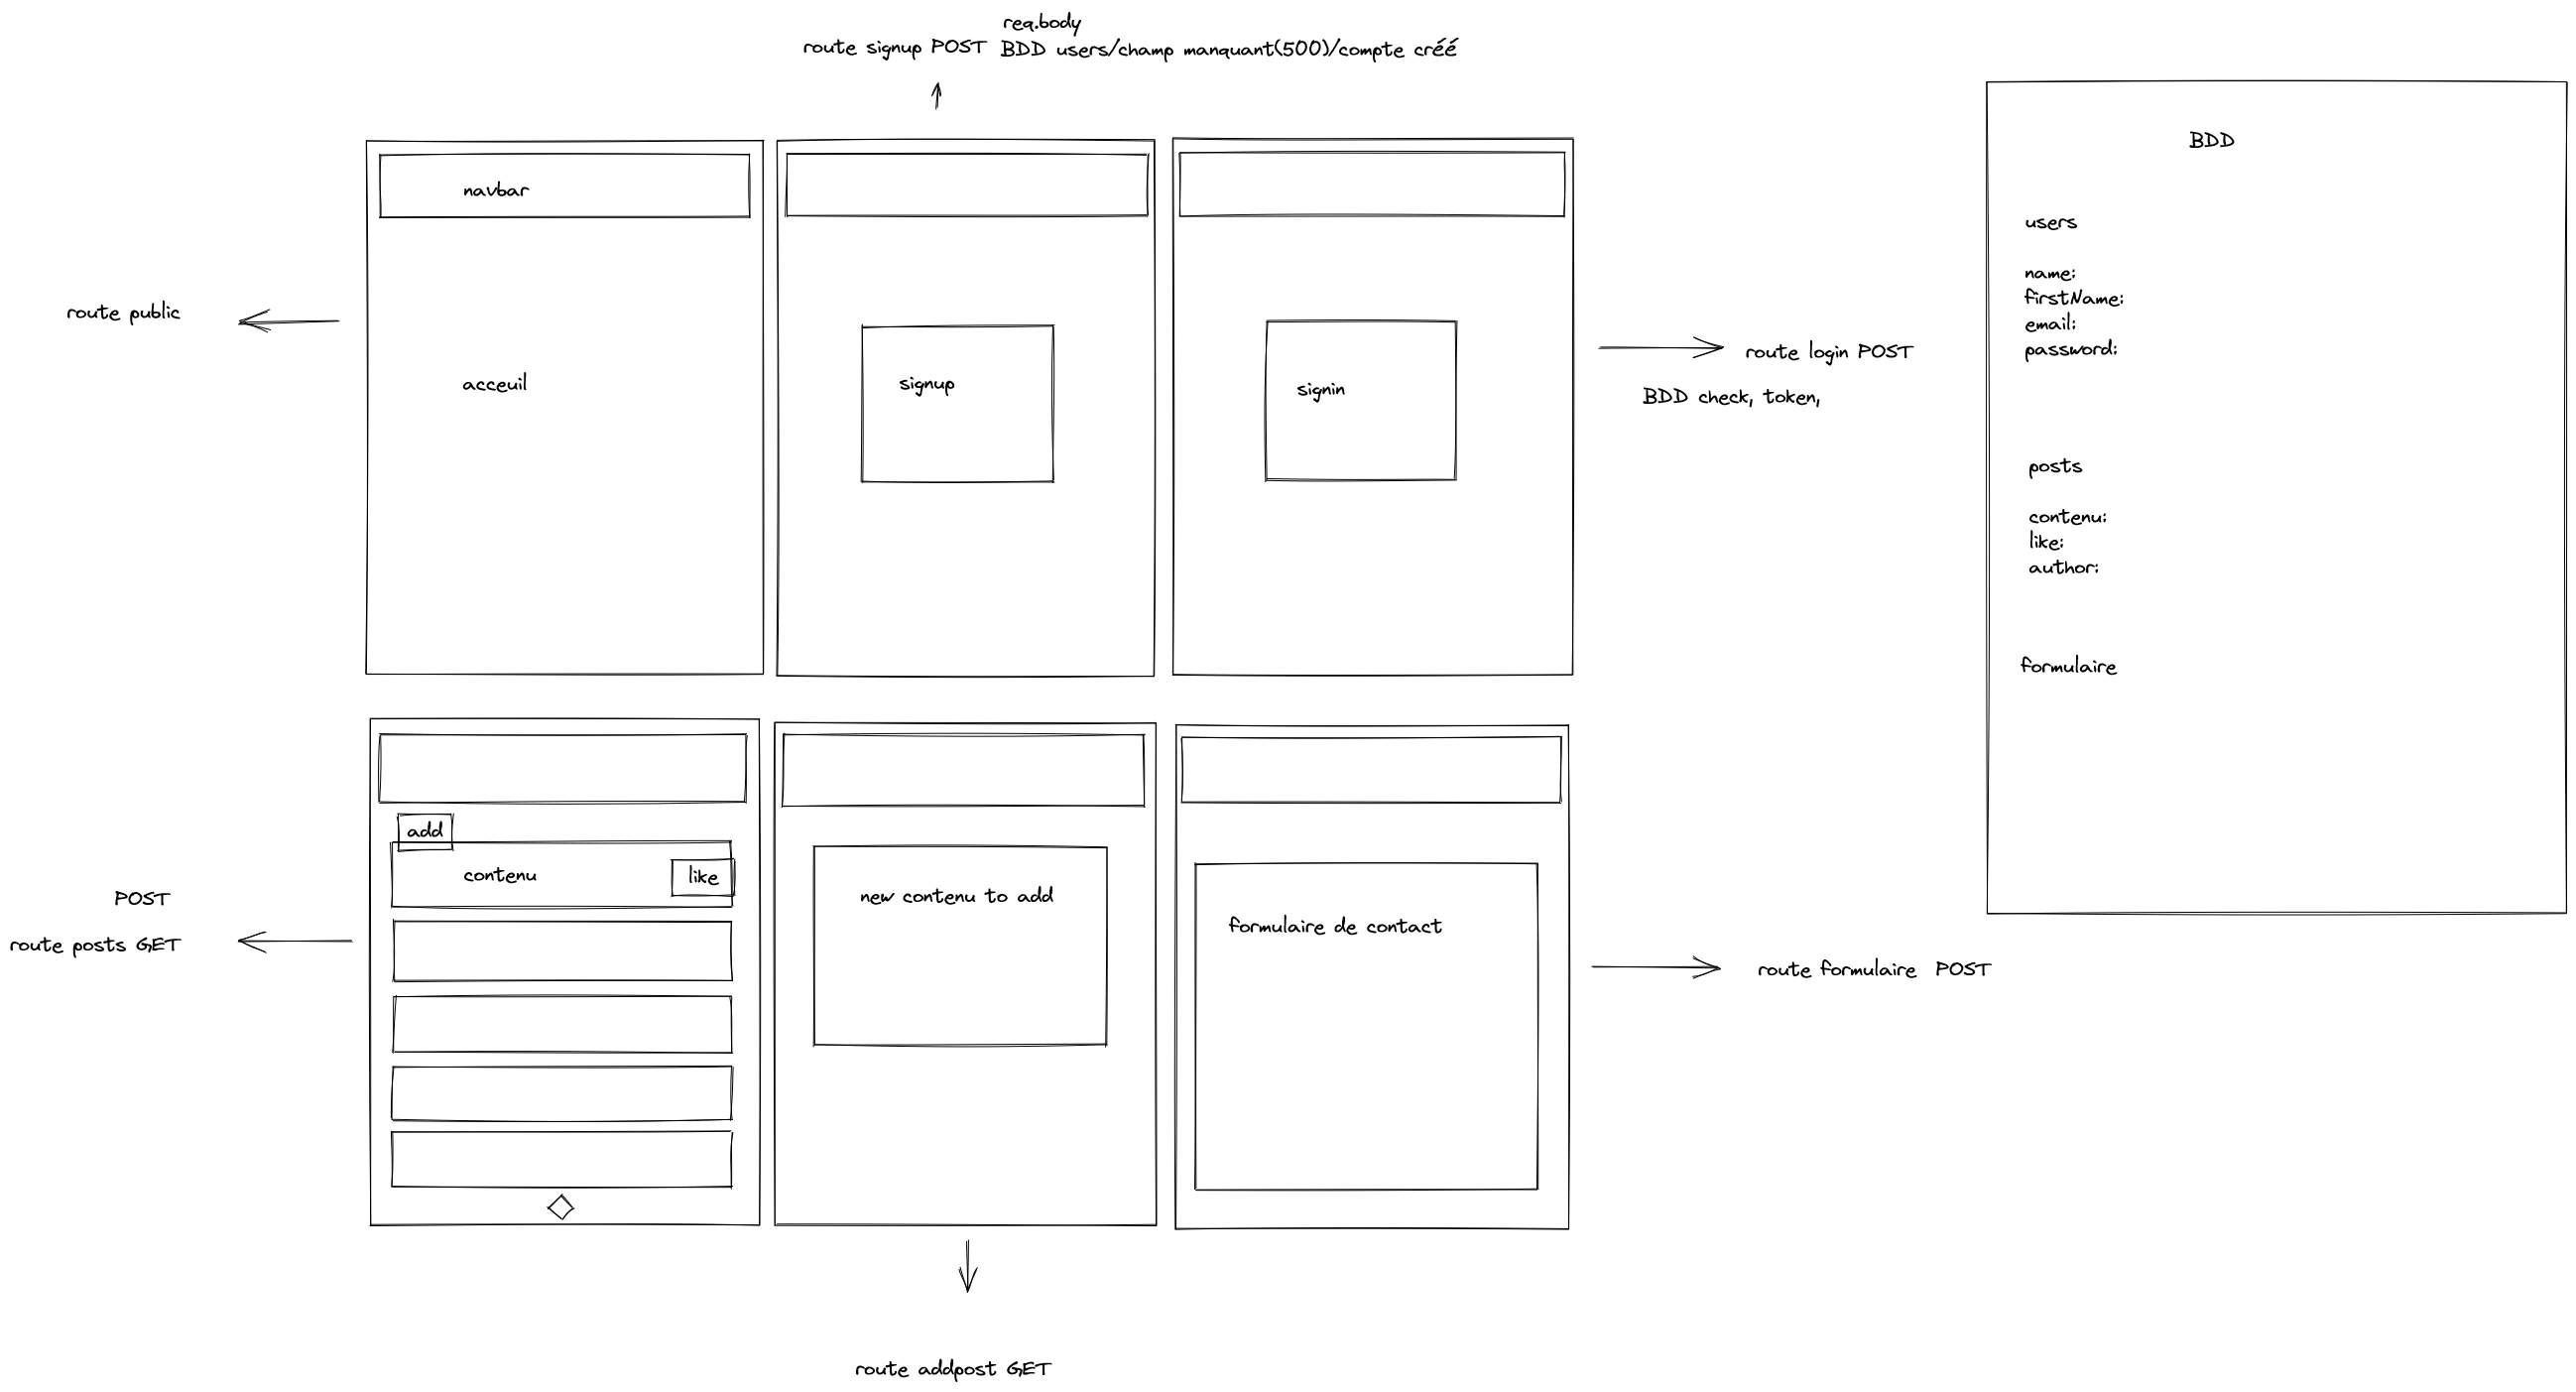 req.body
route signup POST BDD users/champ manquant(500)/compte créé
navbar
acceuil
route public
signup
signin
route login POST
BDD check, token,
BDD
users
name:
firstName:
email:
password:
posts
contenu:
like:
author:
formulaire
add
contenu
like
POST
route posts GET
new contenu to add
formulaire de contact
route formulaire POST
route addpost GET